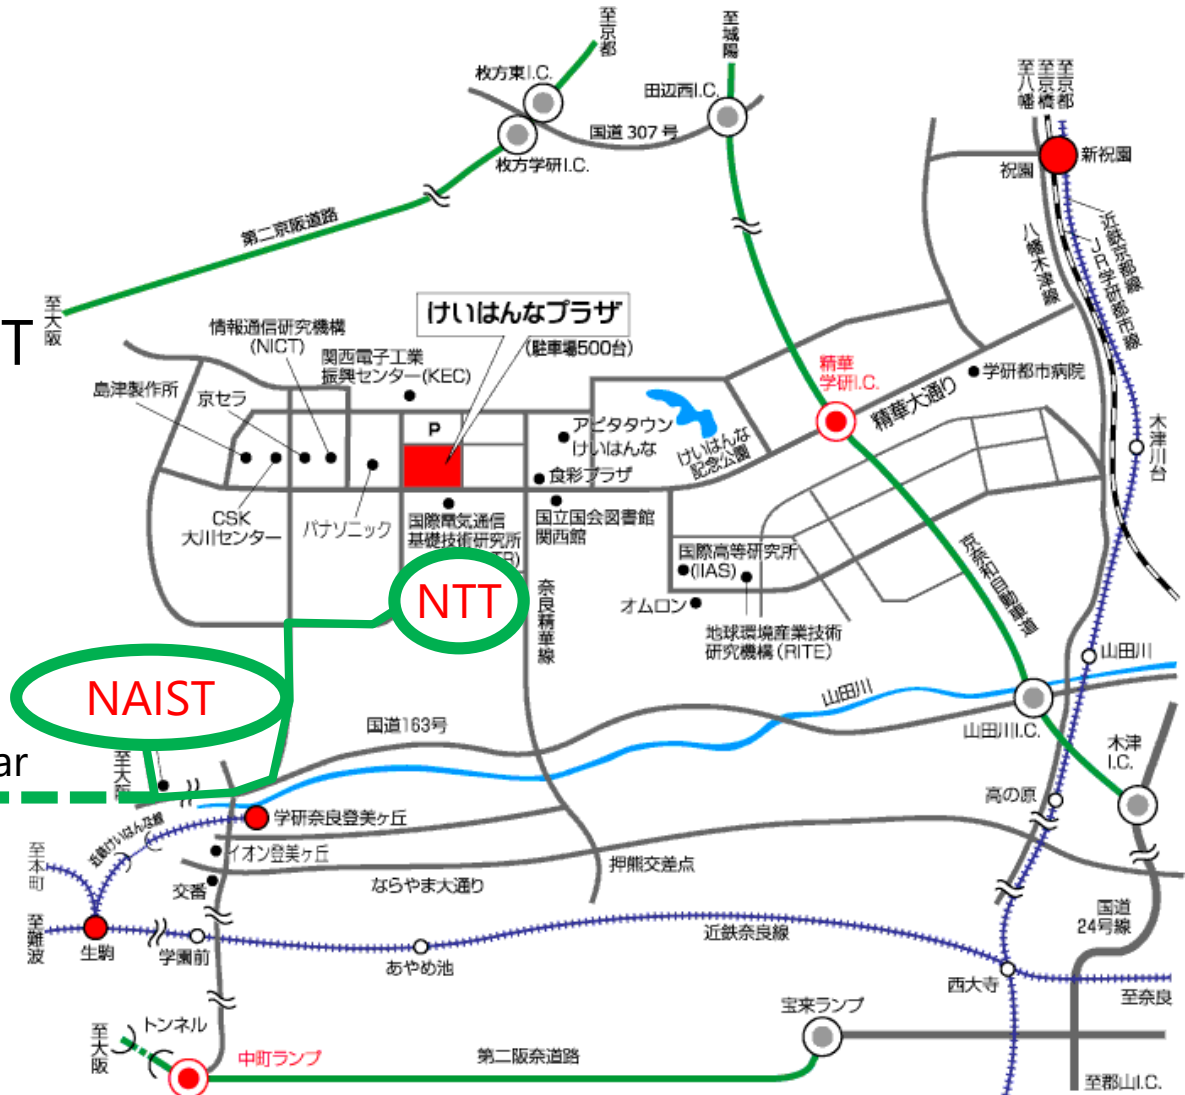 至京都
至城陽
至八幡
至京橋
至京都
枚方東I.C.
田辺西I.C.
国道 307 号
枚方学研I.C.
祝園
新祝園
第二京阪道路
近鉄京都線
JR学研都市線
八幡木津線
至大阪
T
けいはんなプラザ
(駐車場500台)
情報通信研究機構
(NICT)
関西電子工業
振興センター(KEC)
島津製作所
京セラ
精華
学研I.C.
学研都市病院
精華大通り
P
アピタタウン
けいはんな
けいはんな
記念公園
木津川台
食彩プラザ
CSK
大川センター
パナソニック
国際電気通信
基礎技術研究所
国立国会図書館
関西館
国際高等研究所
(IIAS)
京奈和自動車道
NTT
奈良精華線
オムロン
地球環境産業技術
研究機構(RITE)
山田川
NAIST
山田川
国道163号
山田川I.C.
木津
I.C.
ar
至大阪
高の原
学研奈良登美ヶ丘
近鉄けいはんな線
至本町
イオン登美ヶ丘
押熊交差点
交番
ならやま大通り
国道
24号線
至難波
生駒
学園前
あやめ池
近鉄奈良線
西大寺
至奈良
宝来ランプ
トンネル
至大阪
中町ランプ
第二阪奈道路
至郡山I.C.